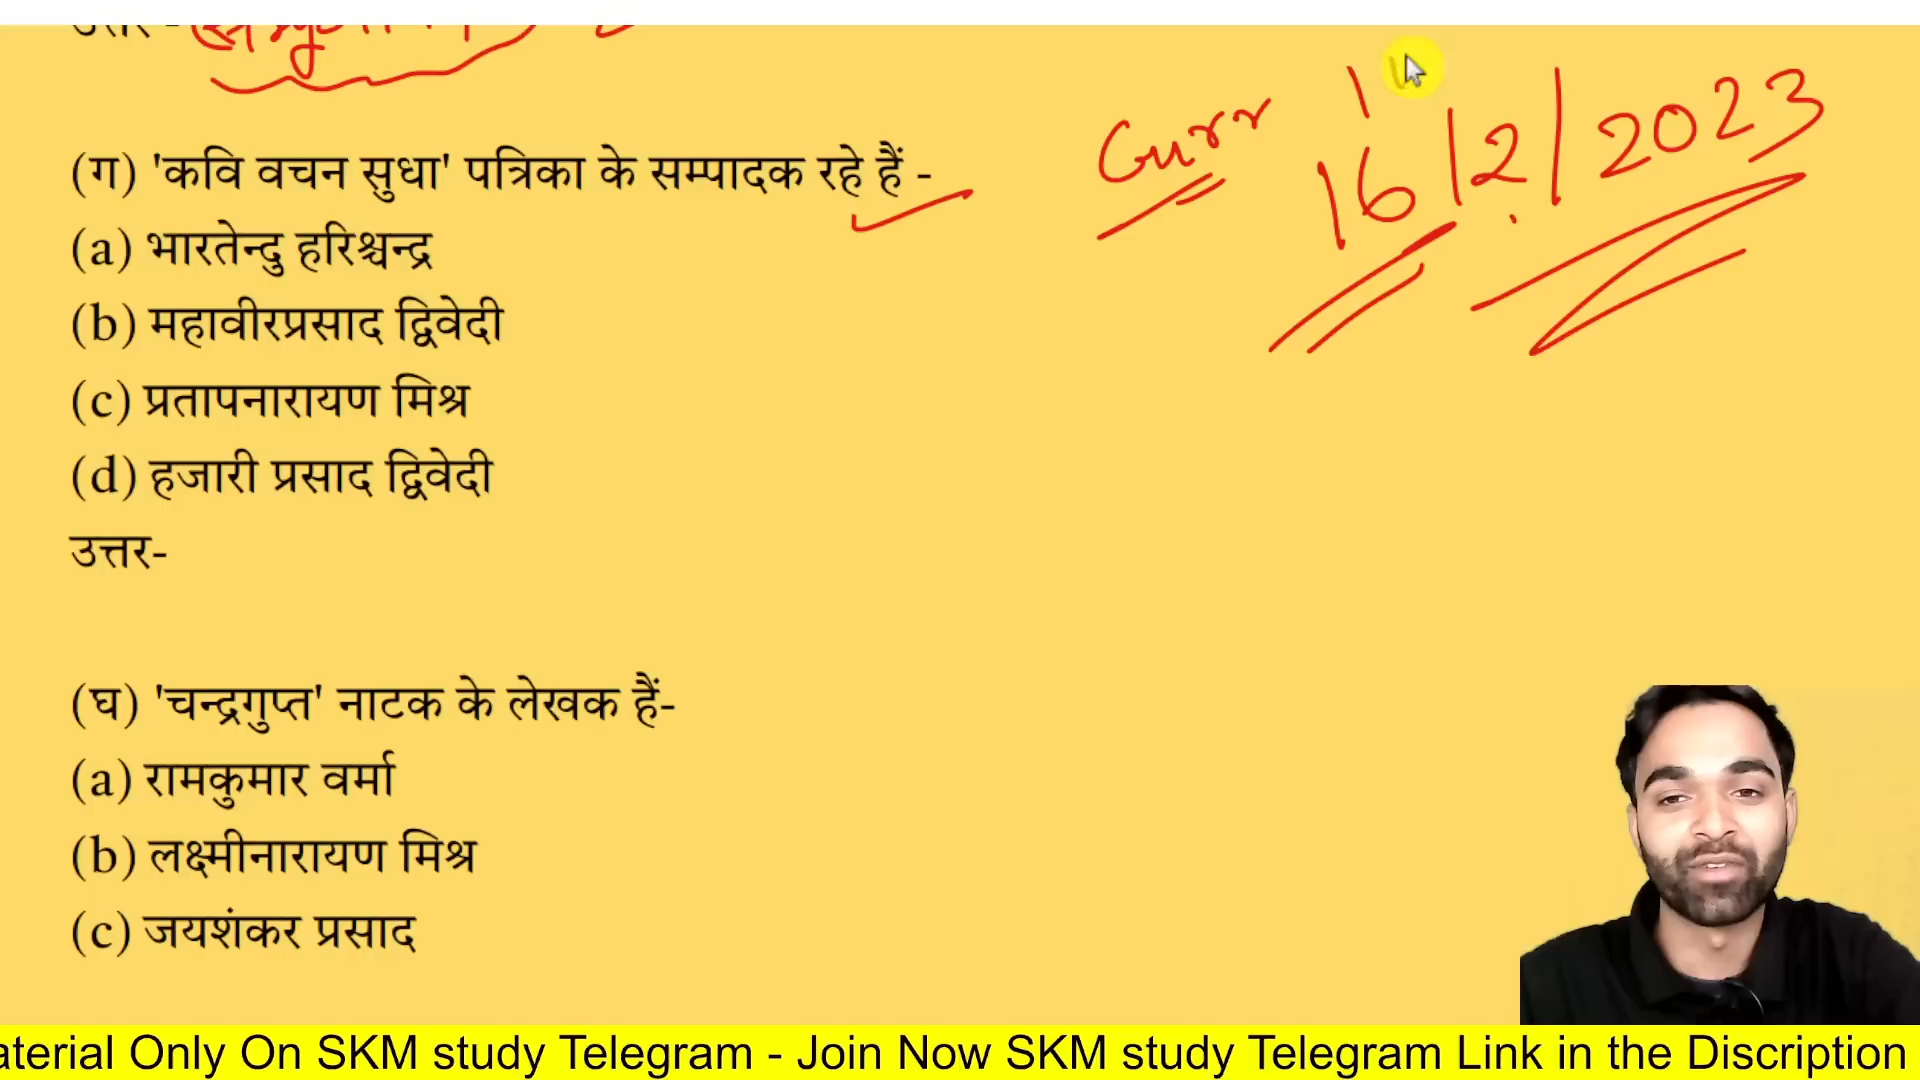 उत्तर -
(ग) 'कवि वचन सुधा' पत्रिका के सम्पादक रहे हैं -
(a) भारतेन्दु हरिश्चन्द्र
(b) महावीरप्रसाद द्विवेदी
(c) प्रतापनारायण मिश्र
(d) हजारी प्रसाद द्विवेदी
उत्तर-
16/2/2023
(घ) 'चन्द्रगुप्त' नाटक के लेखक हैं-
(a) रामकुमार वर्मा
(b) लक्ष्मीनारायण मिश्र
(c) जयशंकर प्रसाद
aterial Only On SKM study Telegram - Join Now SKM study Telegram Link in the Discription